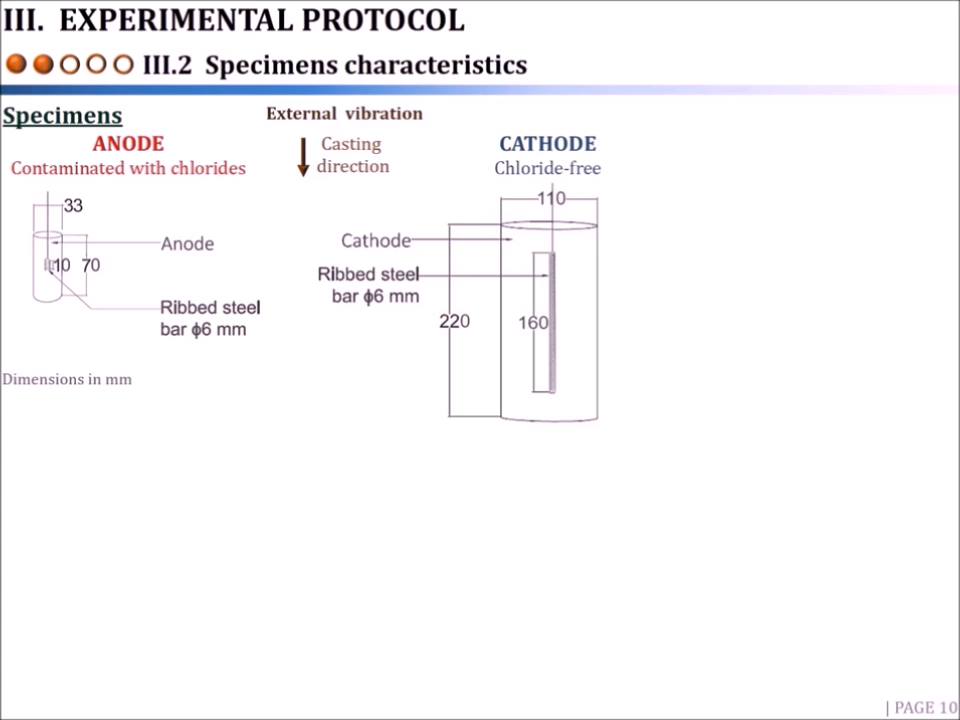 III. EXPERIMENTAL PROTOCOL
III.2 Specimens characteristics
Specimens
External vibration
ANODE
Contaminated with chlorides
Casting
direction
CATHODE
Chloride-free
33
Anode
10 70
Ribbed steel
bar ϕ6 mm
110
Cathode
Ribbed steel
bar ϕ6 mm
220
160
Dimensions in mm
| PAGE 10